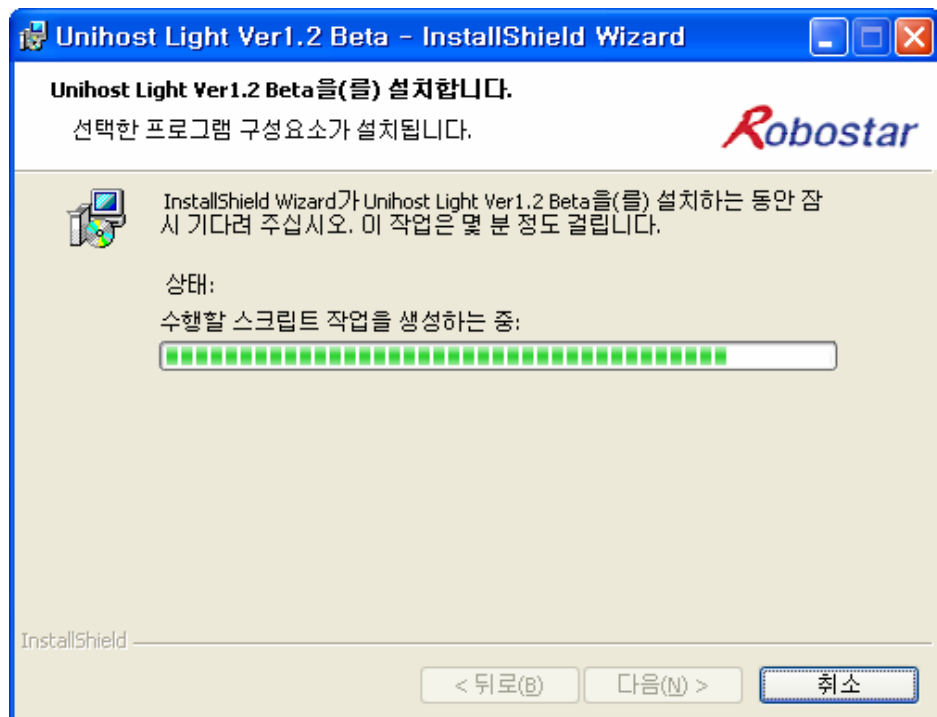 Unihost Light Ver1.2 Beta - InstallShield Wizard
Unihost Light Ver1.2 Beta을(를) 설치합니다.
선택한 프로그램 구성요소가 설치됩니다.
Robostar
InstallShield Wizard가 Unihost Light Ver1.2 Beta을(를) 설치하는 동안 잠
시 기다려 주십시오. 이 작업은 몇 분 정도 걸립니다.
상태:
수행할 스크립트 작업을 생성하는 중:
InstallShield
< 뒤로(B) 다음(N) > 취소